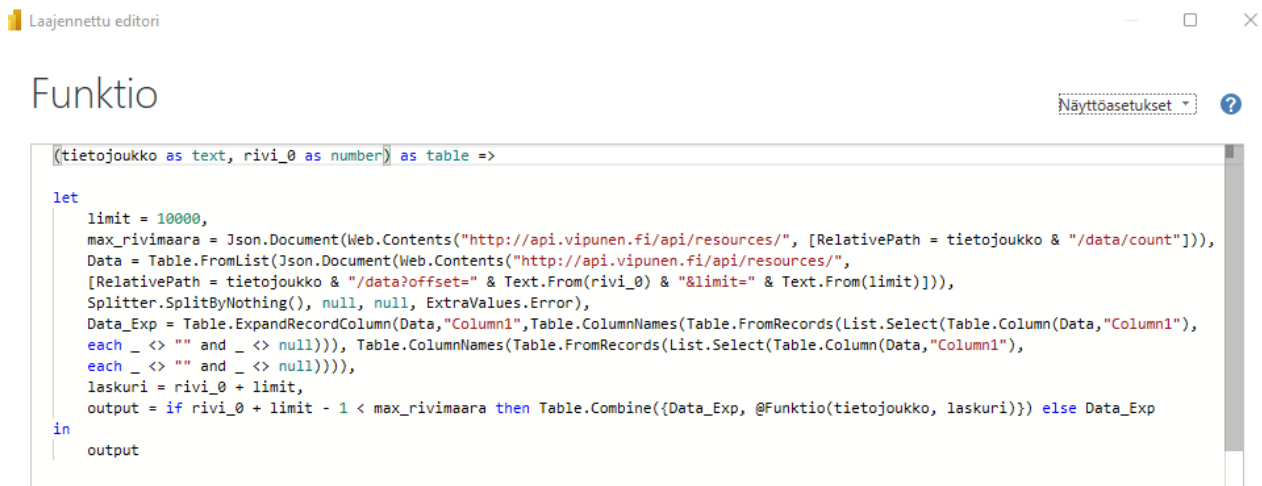 Laajennettu editori
Funktio
Näyttöasetukset
?
(tietojoukko as text, rivi_0 as number) as table =>
let
limit = 10000,
max_rivimaara = Json.Document(Web.Contents("http://api.vipunen.fi/api/resources/", [RelativePath = tietojoukko & "/data/count"])),
Data = Table.FromList(Json.Document(Web.Contents("http://api.vipunen.fi/api/resources/",
[RelativePath = tietojoukko & "/data?offset=" & Text.From(rivi_0) & "&limit=" & Text.From(limit)])),
Splitter.SplitByNothing(), null, null, ExtraValues.Error),
Data_Exp = Table.ExpandRecordColumn(Data,"Column1",Table.ColumnNames(Table.FromRecords(List.Select(Table.Column(Data,"Column1"),
each _ <> "" and _ <> null))), Table.ColumnNames(Table.FromRecords(List.Select(Table.Column(Data,"Column1"),
each _ <> "" and _ <> null)))),
laskuri = rivi_0 + limit,
output = if rivi_0 + limit - 1 < max_rivimaara then Table.Combine({Data_Exp, @Funktio(tietojoukko, laskuri)}) else Data_Exp
in
output